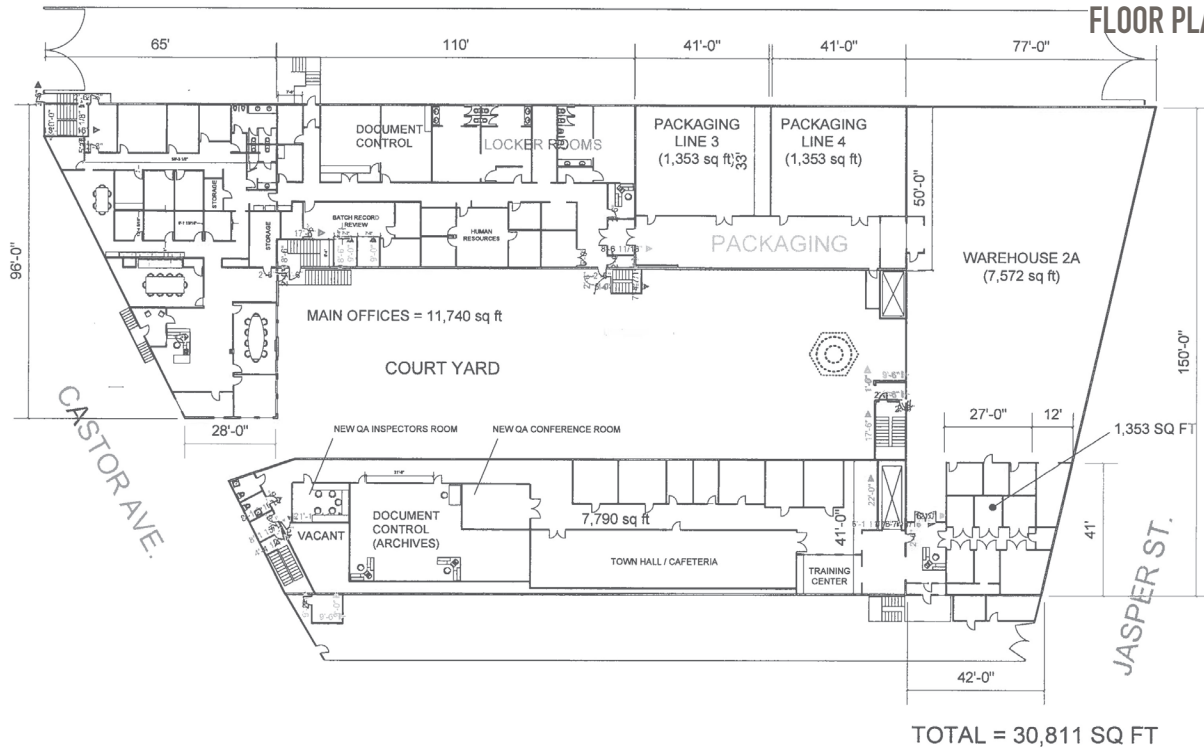 FLOOR PLA
65'
110'
41'-0"
41'-0"
77'-0"
DOCUMENT
CONTROL
LOCKER ROOMS
PACKAGING
LINE 3
(1,353 sq ft)
33'
PACKAGING
LINE 4
(1,353 sq ft)
50'-0"
STORAGE
STORAGE
BATCH RECORD
REVIEW
HUMAN
RESOURCES
PACKAGING
WAREHOUSE 2A
(7,572 sq ft)
96'-0"
MAIN OFFICES = 11,740 sq ft
COURT YARD
150'-0"
CASTOR AVE.
28'-0"
NEW QA INSPECTORS ROOM
NEW QA CONFERENCE ROOM
17'-6"
27'-0"
12'
1,353 SQ FT
22'-0"
DOCUMENT
CONTROL
(ARCHIVES)
VACANT
7,790 sq ft
41'-0"
41'
TOWN HALL / CAFETERIA
TRAINING
CENTER
JASPER ST.
42'-0"
TOTAL = 30,811 SQ FT